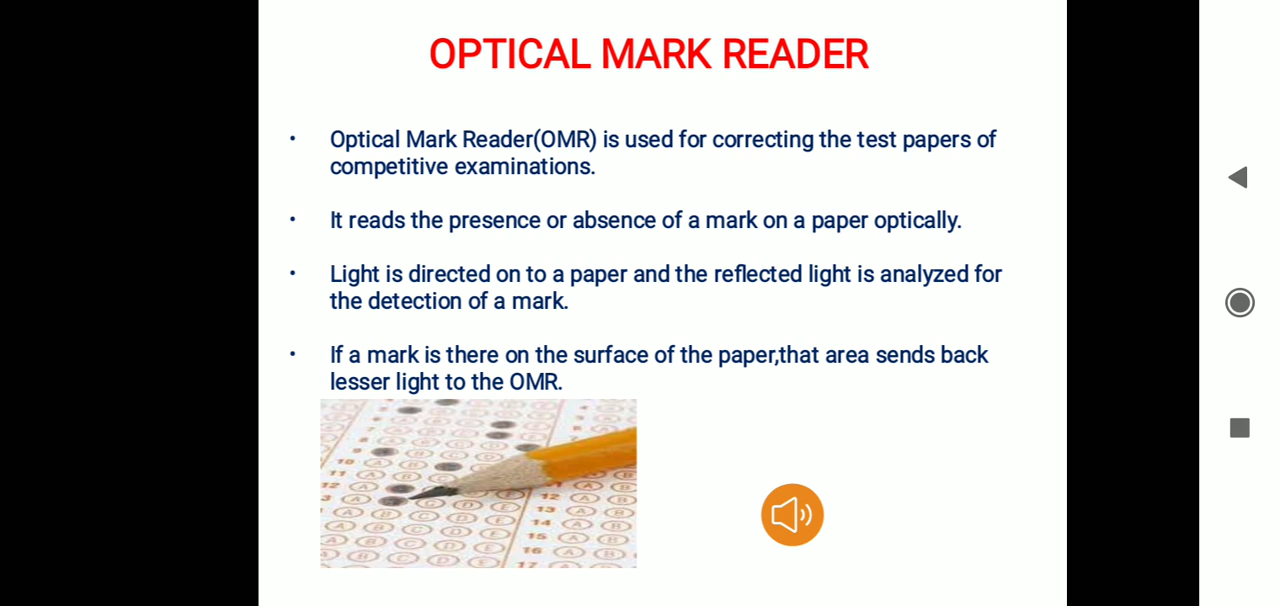 OPTICAL MARK READER
• Optical Mark Reader(OMR) is used for correcting the test papers of
competitive examinations.
• It reads the presence or absence of a mark on a paper optically.
• Light is directed on to a paper and the reflected light is analyzed for
the detection of a mark.
• If a mark is there on the surface of the paper,that area sends back
lesser light to the OMR.